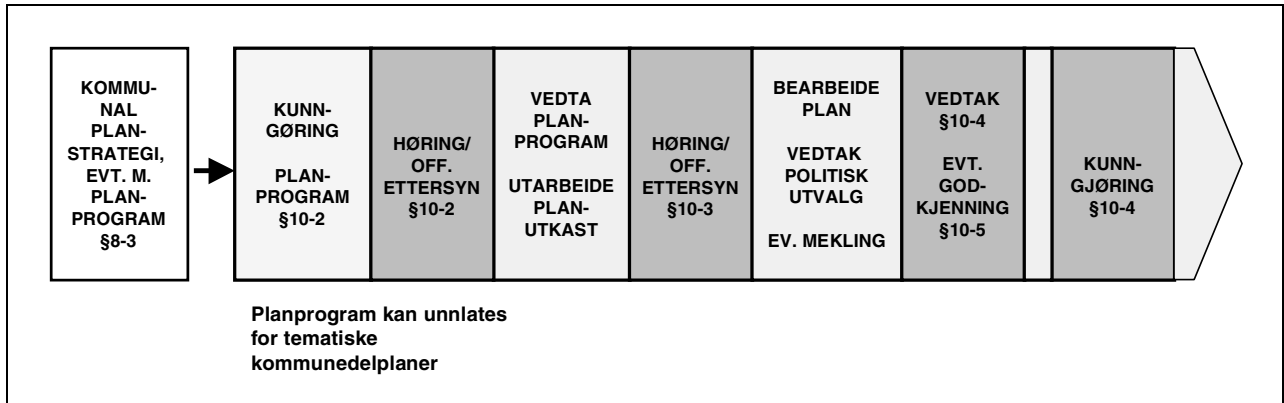 KOMMU-
NAL
PLAN-
STRATEGI,
EVT. M.
PLAN-
PROGRAM
§8-3
KUNN-
GØRING
PLAN-
PROGRAM
§10-2
HØRING/
OFF.
ETTERSYN
§10-2
VEDTA
PLAN-
PROGRAM
UTARBEIDE
PLAN-
UTKAST
HØRING/
OFF.
ETTERSYN
§10-3
BEARBEIDE
PLAN
VEDTAK
POLITISK
UTVALG
EV. MEKLING
VEDTAK
§10-4
EVT.
GOD-
KJENNING
§10-5
KUNN-
GJØRING
§10-4
Planprogram kan unnlates
for tematiske
kommunedelplaner